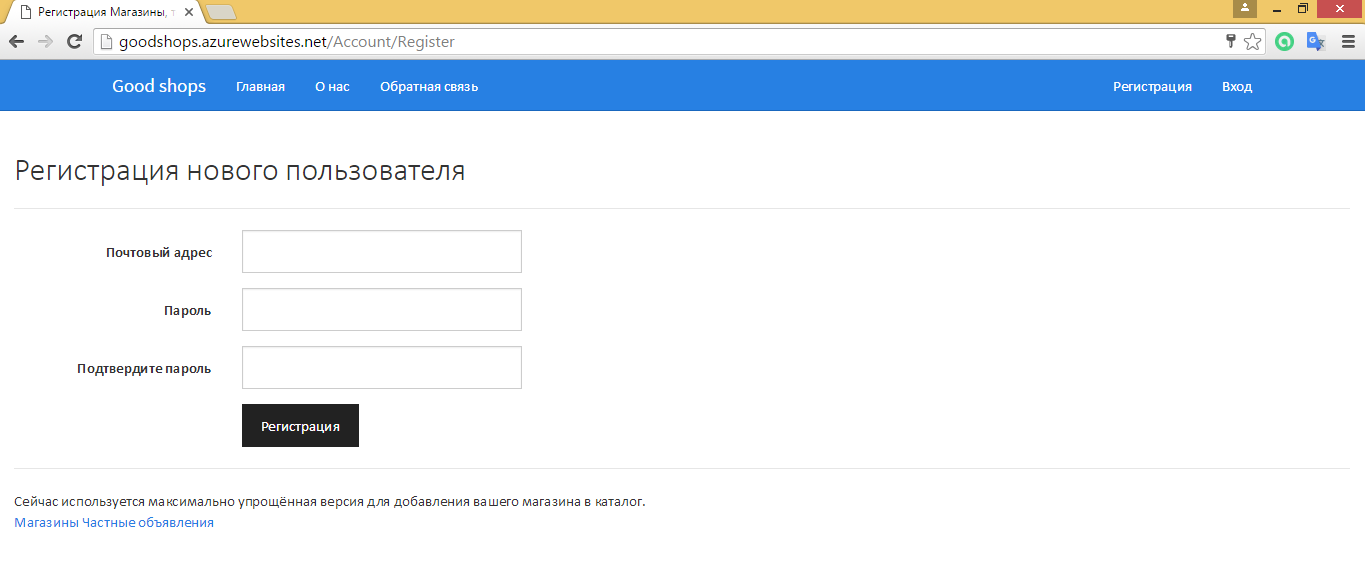 Регистрация Магазины, т
goodshops.azurewebsites.net/Account/Register
Good shops Главная О нас Обратная связь Регистрация Вход
Регистрация нового пользователя
Почтовый адрес
Пароль
Подтвердите пароль
Регистрация
Сейчас используется максимально упрощённая версия для добавления вашего магазина в каталог.
Магазины Частные объявления